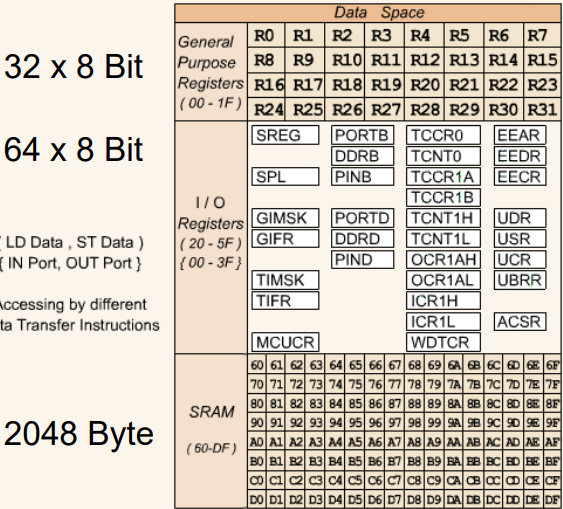 Data Space
32 x 8 Bit
General Purpose Registers ( 00 - 1F )
R0 R1 R2 R3 R4 R5 R6 R7
R8 R9 R10 R11 R12 R13 R14 R15
R16 R17 R18 R19 R20 R21 R22 R23
R24 R25 R26 R27 R28 R29 R30 R31
64 x 8 Bit
( LD Data , ST Data )
{ IN Port, OUT Port }
Accessing by different
ta Transfer Instructions
I / O
Registers
( 20 - 5F )
{ 00 - 3F }
SREG PORTB TCCR0 EEAR
DDRB TCNT0 EEDR
SPL PINB TCCR1A EECR
TCCR1B
GIMSK PORTD TCNT1H UDR
GIFR DDRD TCNT1L USR
PIND OCR1AH UCR
TIMSK OCR1AL UBRR
TIFR ICR1H
ICR1L ACSR
MCUCR WDTCR
2048 Byte
SRAM
( 60-DF )
60 61 62 63 64 65 66 67 68 69 6A 6B 6C 6D 6E 6F
70 71 72 73 74 75 76 77 78 79 7A 7B 7C 7D 7E 7F
80 81 82 83 84 85 86 87 88 89 8A 8B 8C 8D 8E 8F
90 91 92 93 94 95 96 97 98 99 9A 9B 9C 9D 9E 9F
A0 A1 A2 A3 A4 A5 A6 A7 A8 A9 AA AB AC AD AE AF
B0 B1 B2 B3 B4 B5 B6 B7 B8 B9 BA BB BC BD BE BF
C0 C1 C2 C3 C4 C5 C6 C7 C8 C9 CA CB CC CD CE CF
D0 D1 D2 D3 D4 D5 D6 D7 D8 D9 DA DB DC DD DE DF